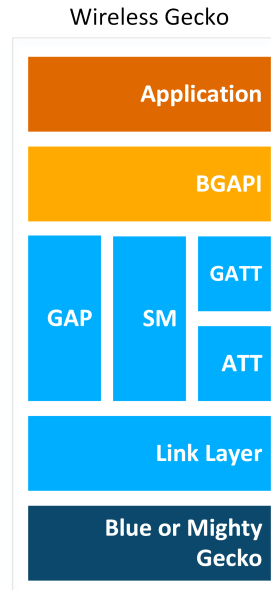 Wireless Gecko
Application
BGAPI
GAP
SM
GATT
ATT
Link Layer
Blue or Mighty
Gecko